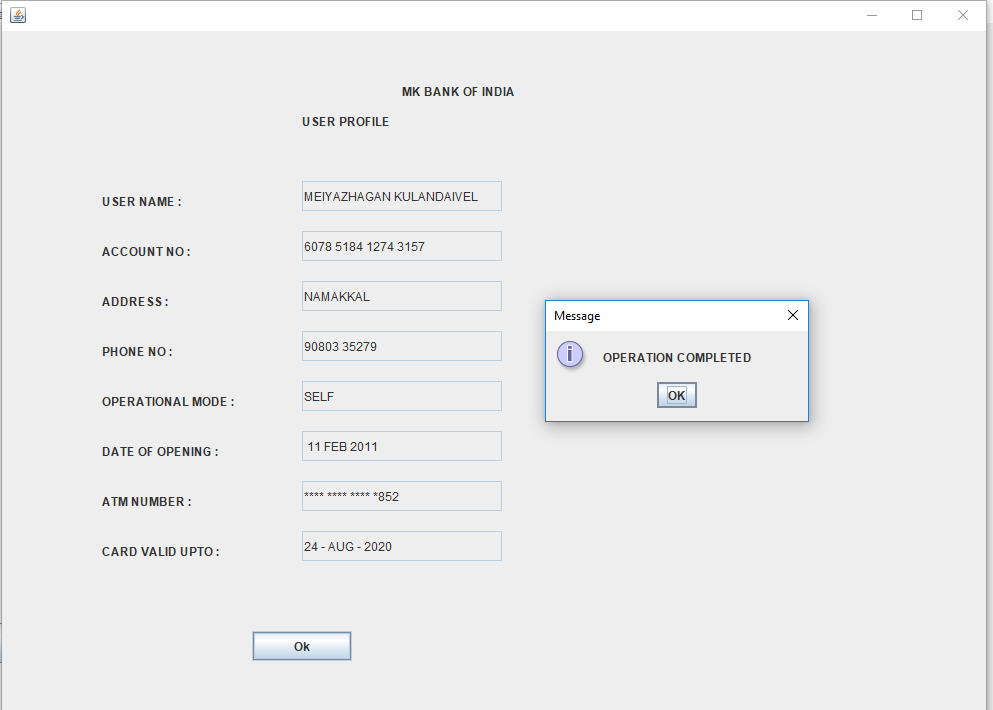 MK BANK OF INDIA
USER PROFILE
USER NAME : MEIYAZHAGAN KULANDAIVEL
ACCOUNT NO : 6078 5184 1274 3157
ADDRESS : NAMAKKAL
PHONE NO : 90803 35279
OPERATIONAL MODE : SELF
DATE OF OPENING : 11 FEB 2011
ATM NUMBER : **** **** **** *852
CARD VALID UPTO : 24 - AUG - 2020
Ok
Message
OPERATION COMPLETED
OK